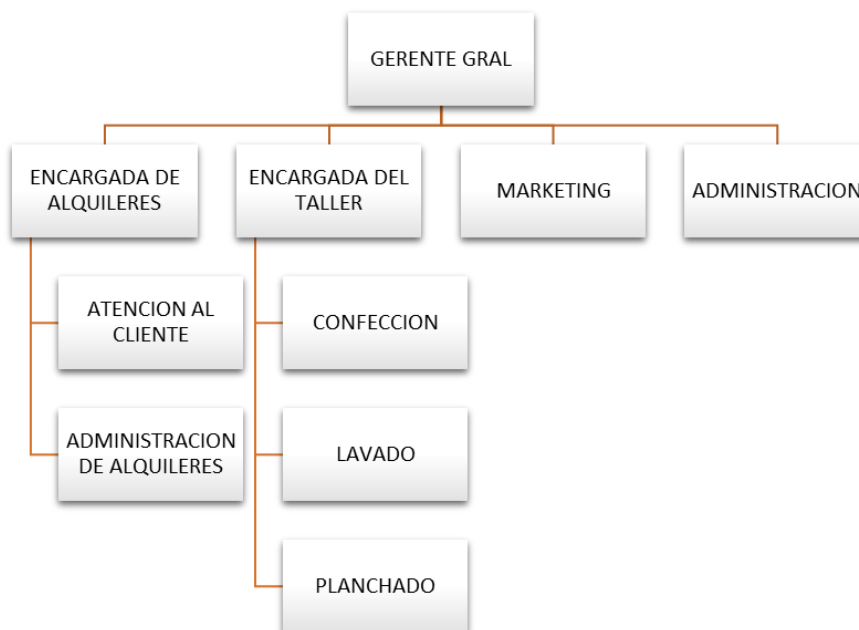 GERENTE GRAL
ENCARGADA DE
ALQUILERES
ENCARGADA DEL
TALLER
MARKETING
ADMINISTRACION
ATENCION AL
CLIENTE
CONFECCION
ADMINISTRACION
DE ALQUILERES
LAVADO
PLANCHADO